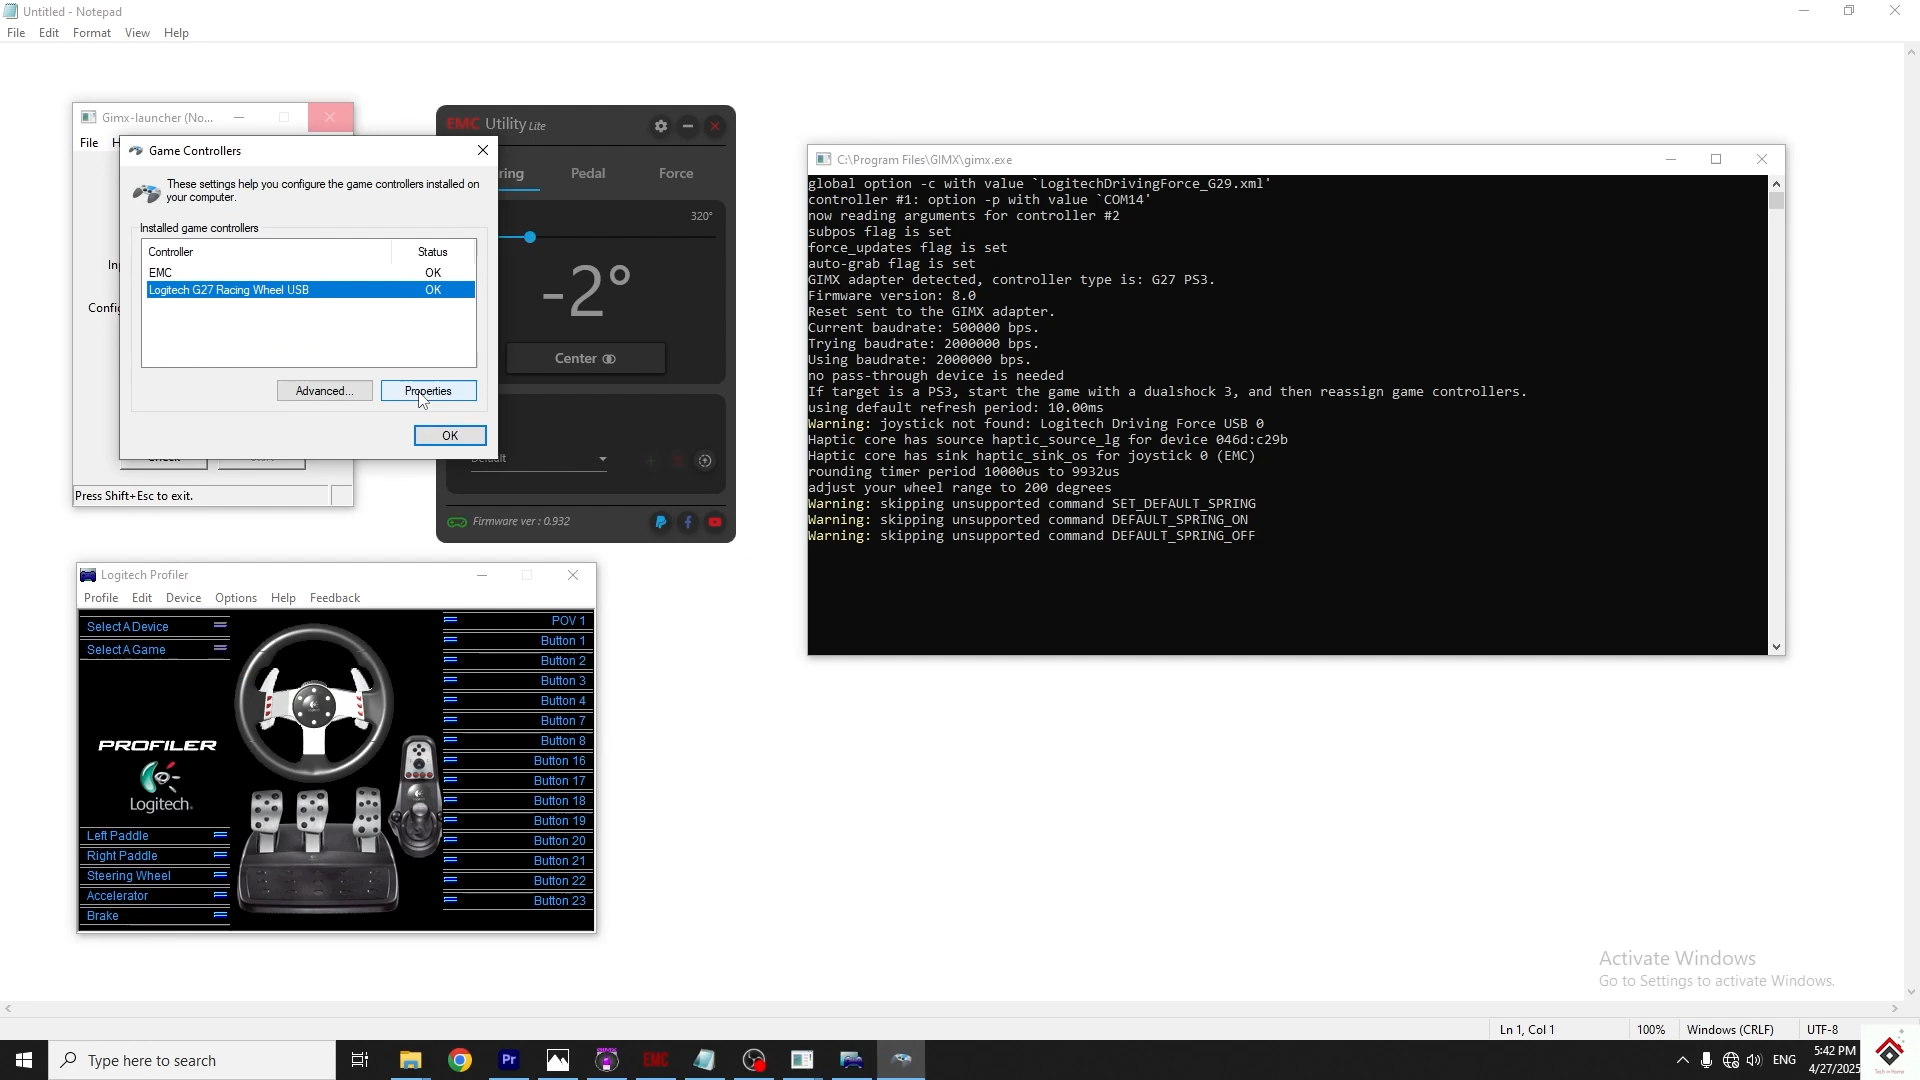 Untitled - Notepad
File Edit Format View Help
Gimx-launcher (No...
File H
Game Controllers
These settings help you configure the game controllers installed on
your computer.
Installed game controllers
Controller Status
EMC OK
Logitech G27 Racing Wheel USB OK
Advanced... Properties
OK
Press Shift+Esc to exit.
EMC Utility Lite
Pedal Force
320°
-2°
Center
Default
Firmware ver : 0.932
C:\Program Files\GIMX\gimx.exe
global option -c with value `LogitechDrivingForce_G29.xml'
controller #1: option -p with value `COM14'
now reading arguments for controller #2
subpos flag is set
force_updates flag is set
auto-grab flag is set
GIMX adapter detected, controller type is: G27 PS3.
Firmware version: 8.0
Reset sent to the GIMX adapter.
Current baudrate: 500000 bps.
Trying baudrate: 2000000 bps.
Using baudrate: 2000000 bps.
no pass-through device is needed
If target is a PS3, start the game with a dualshock 3, and then reassign game controllers.
using default refresh period: 10.00ms
Warning: joystick not found: Logitech Driving Force USB 0
Haptic core has source haptic_source_lg for device 046d:c29b
Haptic core has sink haptic_sink_os for joystick 0 (EMC)
rounding timer period 10000us to 9932us
adjust your wheel range to 200 degrees
Warning: skipping unsupported command SET_DEFAULT_SPRING
Warning: skipping unsupported command DEFAULT_SPRING_ON
Warning: skipping unsupported command DEFAULT_SPRING_OFF
Logitech Profiler
Profile Edit Device Options Help Feedback
Select A Device
Select A Game
PROFILER
Logitech
Left Paddle
Right Paddle
Steering Wheel
Accelerator
Brake
POV 1
Button 1
Button 2
Button 3
Button 4
Button 7
Button 8
Button 16
Button 17
Button 18
Button 19
Button 20
Button 21
Button 22
Button 23
Activate Windows
Go to Settings to activate Windows.
Ln 1, Col 1 100% Windows (CRLF) UTF-8
Type here to search
Pr
EMC
ENG
5:42 PM
4/27/2025